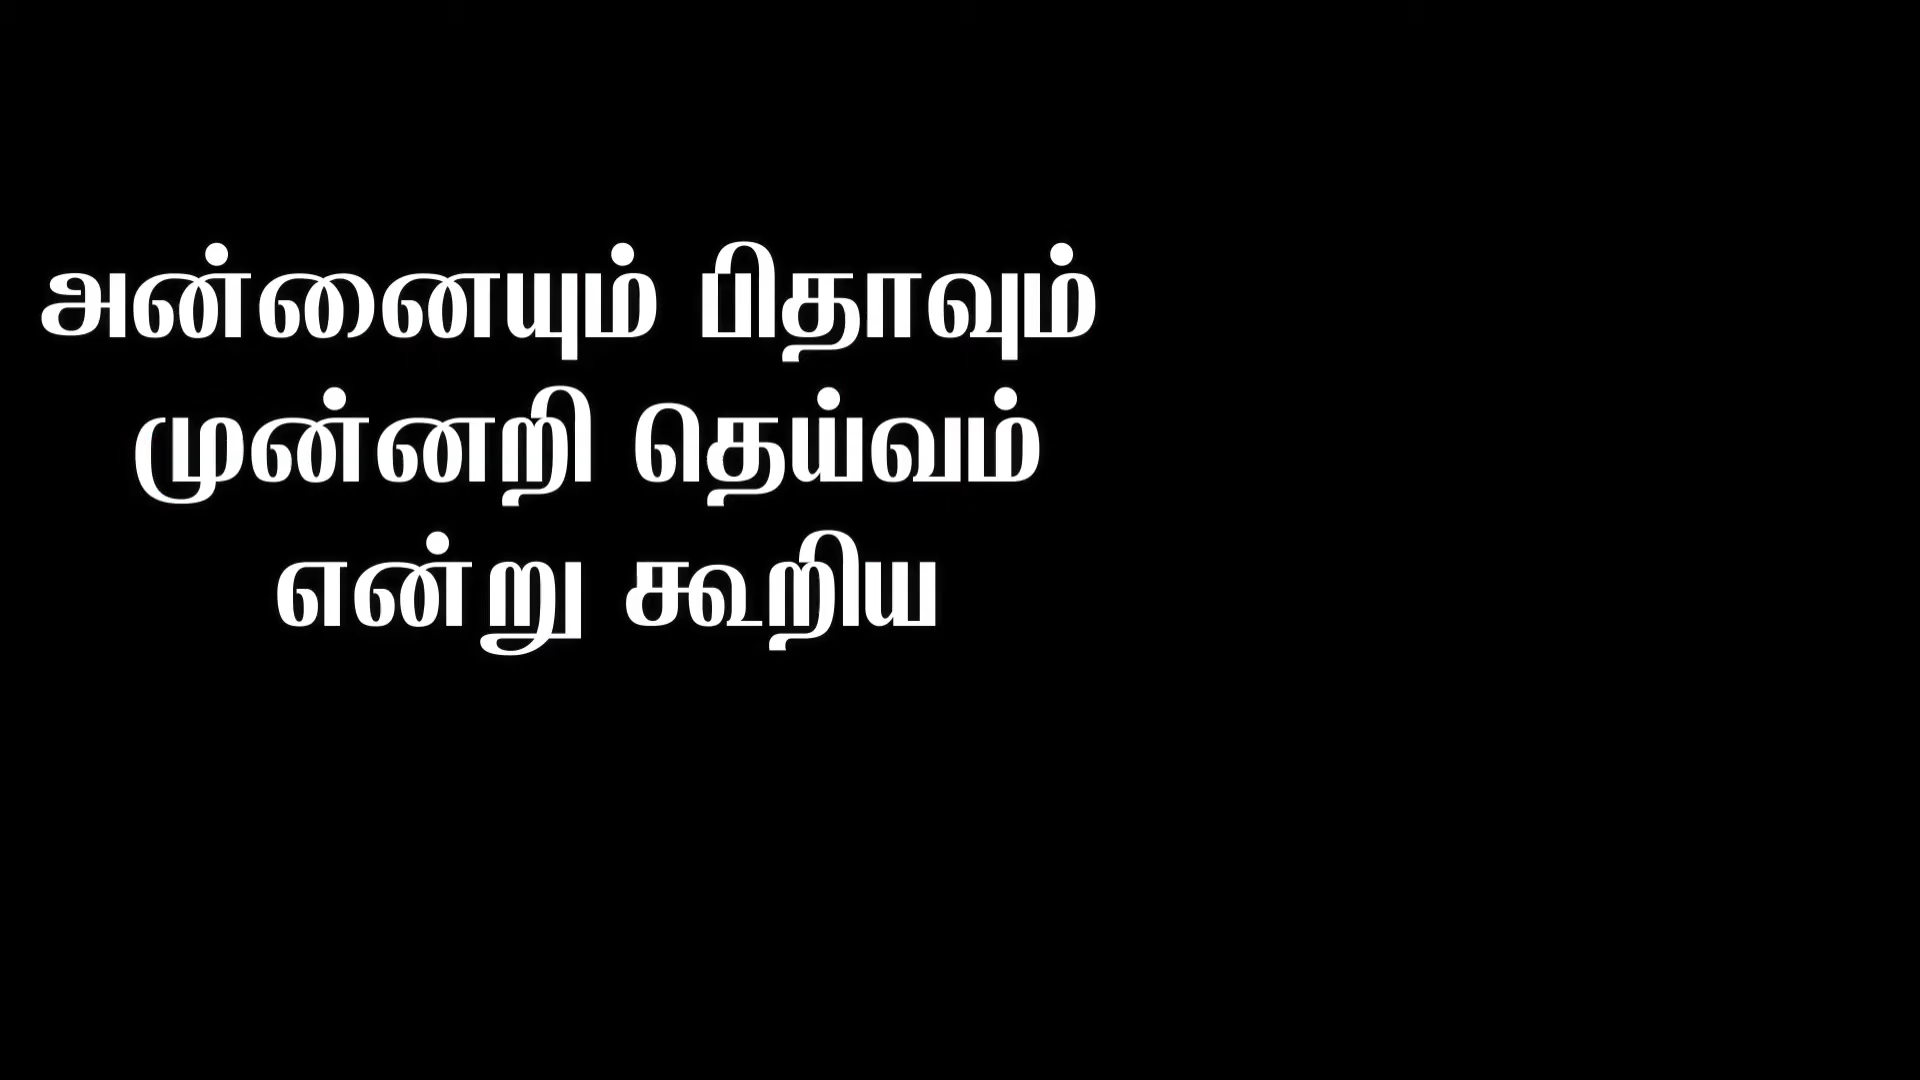 அன்னையும் பிதாவும்
முன்னறி தெய்வம்
என்று கூறிய